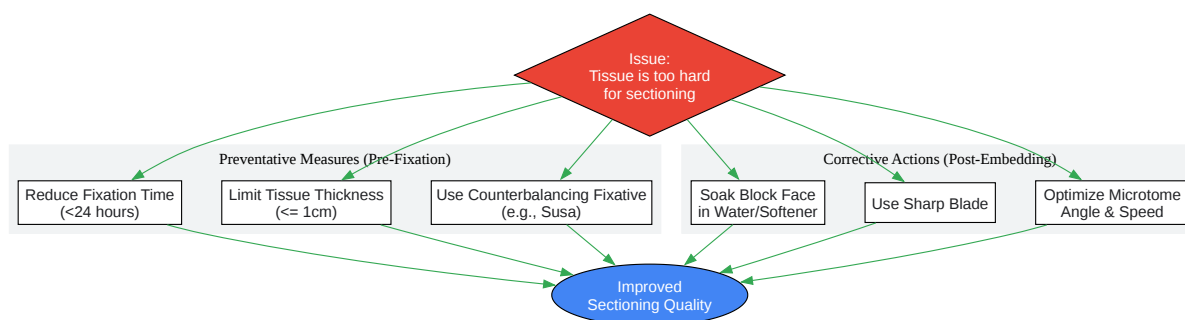 Issue:
Tissue is too hard
for sectioning
Preventative Measures (Pre-Fixation)
Reduce Fixation Time
(<24 hours)
Limit Tissue Thickness
(<= 1cm)
Use Counterbalancing Fixative
(e.g., Susa)
Corrective Actions (Post-Embedding)
Soak Block Face
in Water/Softener
Use Sharp Blade
Optimize Microtome
Angle & Speed
Improved
Sectioning Quality